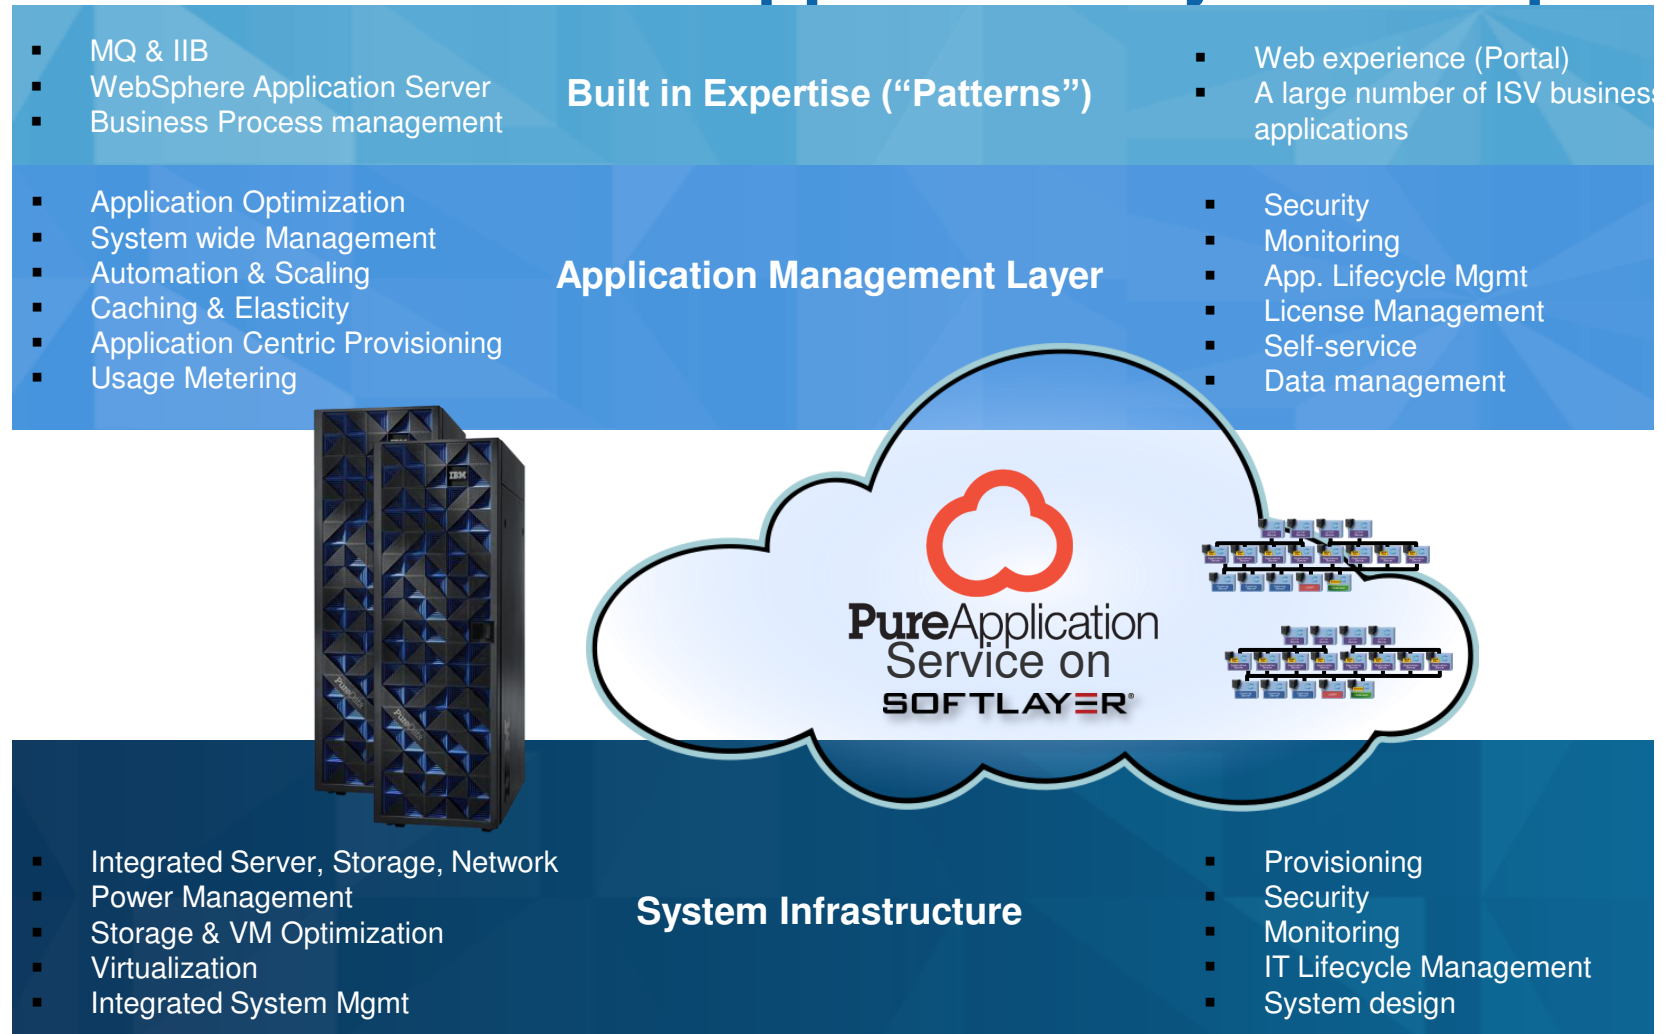 MQ & IIB
WebSphere Application Server
Business Process management
Built in Expertise (“Patterns”)
Web experience (Portal)
A large number of ISV business
applications
Application Optimization
System wide Management
Automation & Scaling
Caching & Elasticity
Application Centric Provisioning
Usage Metering
Application Management Layer
Security
Monitoring
App. Lifecycle Mgmt
License Management
Self-service
Data management
IBM
PureApplication
Service on
SOFTLAYER®
Integrated Server, Storage, Network
Power Management
Storage & VM Optimization
Virtualization
Integrated System Mgmt
System Infrastructure
Provisioning
Security
Monitoring
IT Lifecycle Management
System design